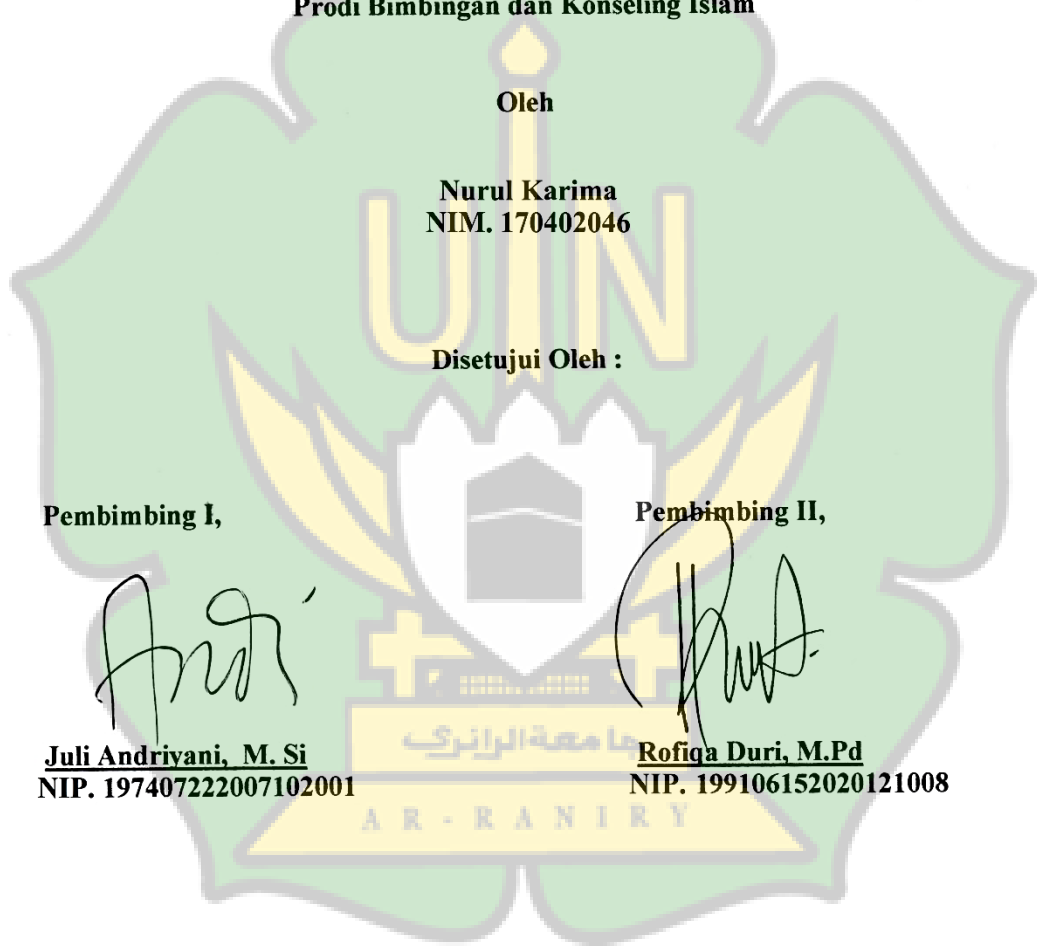 Prodi Bimbingan dan Konseling Islam
Oleh
Nurul Karima
NIM. 170402046
UIN
Disetujui Oleh :
Pembimbing I,
Pembimbing II,
Juli Andriyani, M. Si
NIP. 197407222007102001
Rofiqa Duri, M.Pd
NIP. 199106152020121008
جامعة الرانري
AR-RANIRY